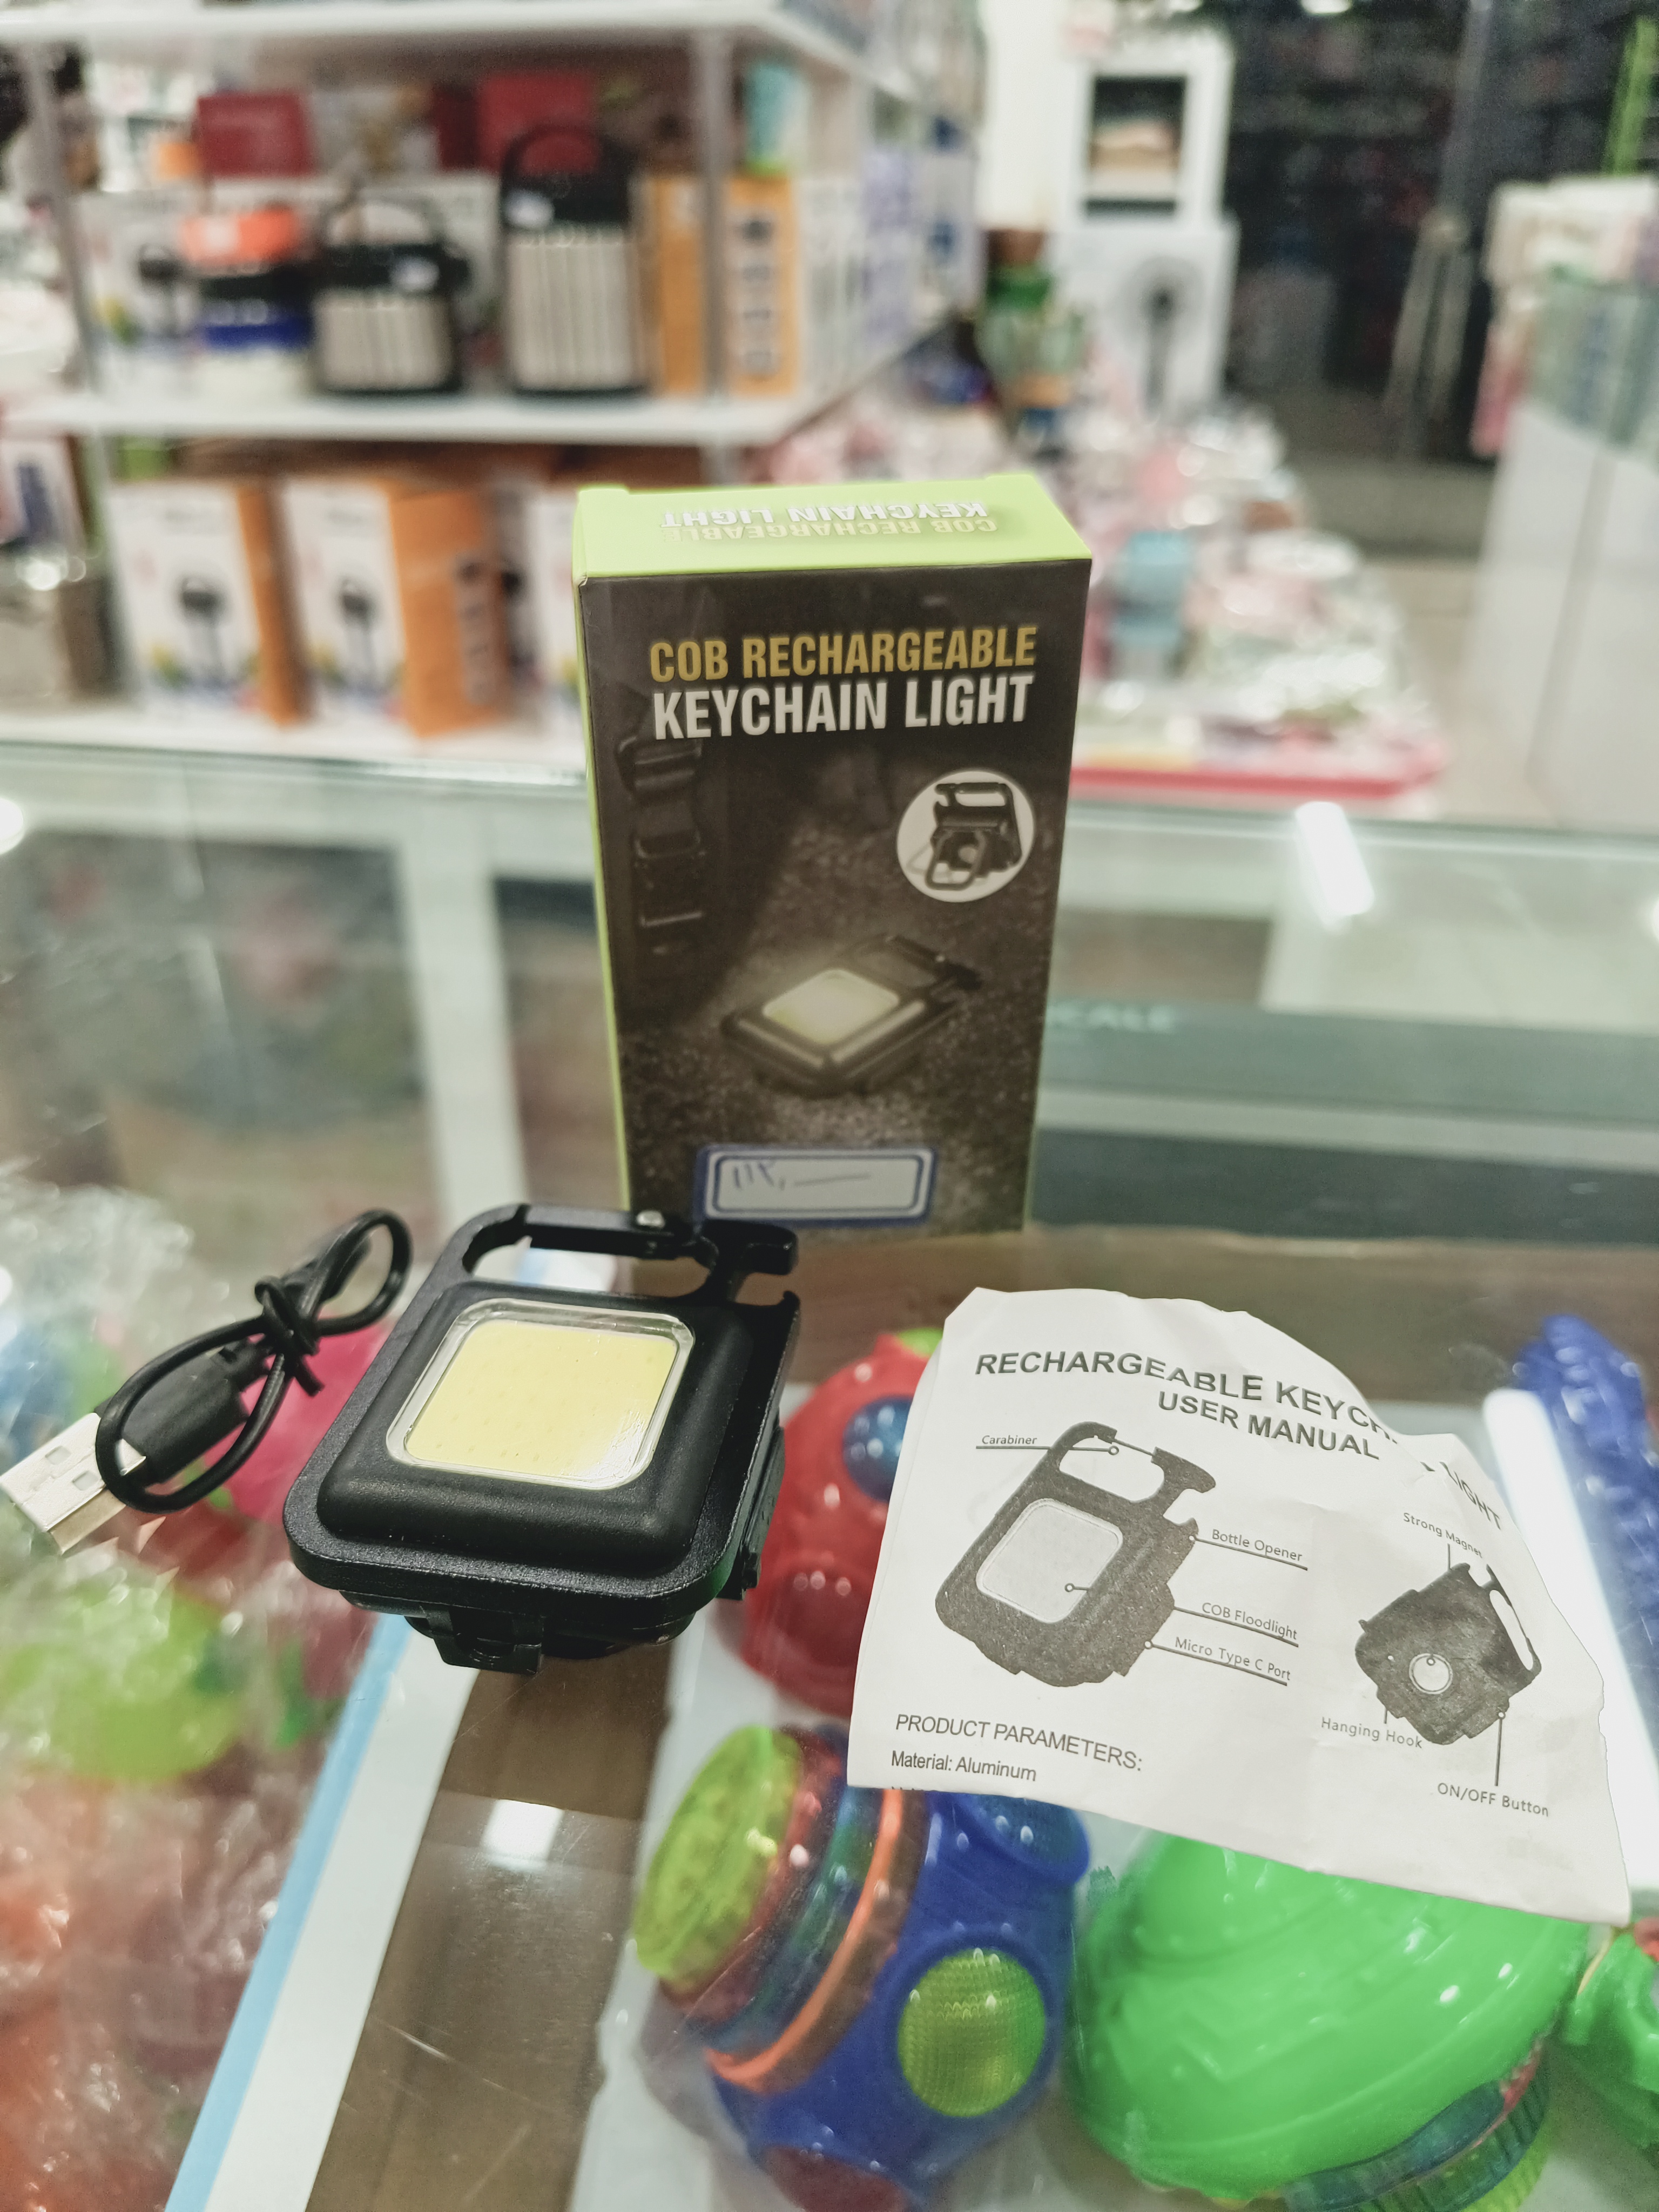 COB RECHARGEABLE
KEYCHAIN LIGHT
COB RECHARGEABLE
KEYCHAIN LIGHT
RECHARGEABLE KEYCH
LIGHT
USER MANUAL
Carabiner
Bottle Opener
COB Floodlight
Micro Type C Port
Strong Magnet
Hanging Hook
ON/OFF Button
PRODUCT PARAMETERS:
Material: Aluminum